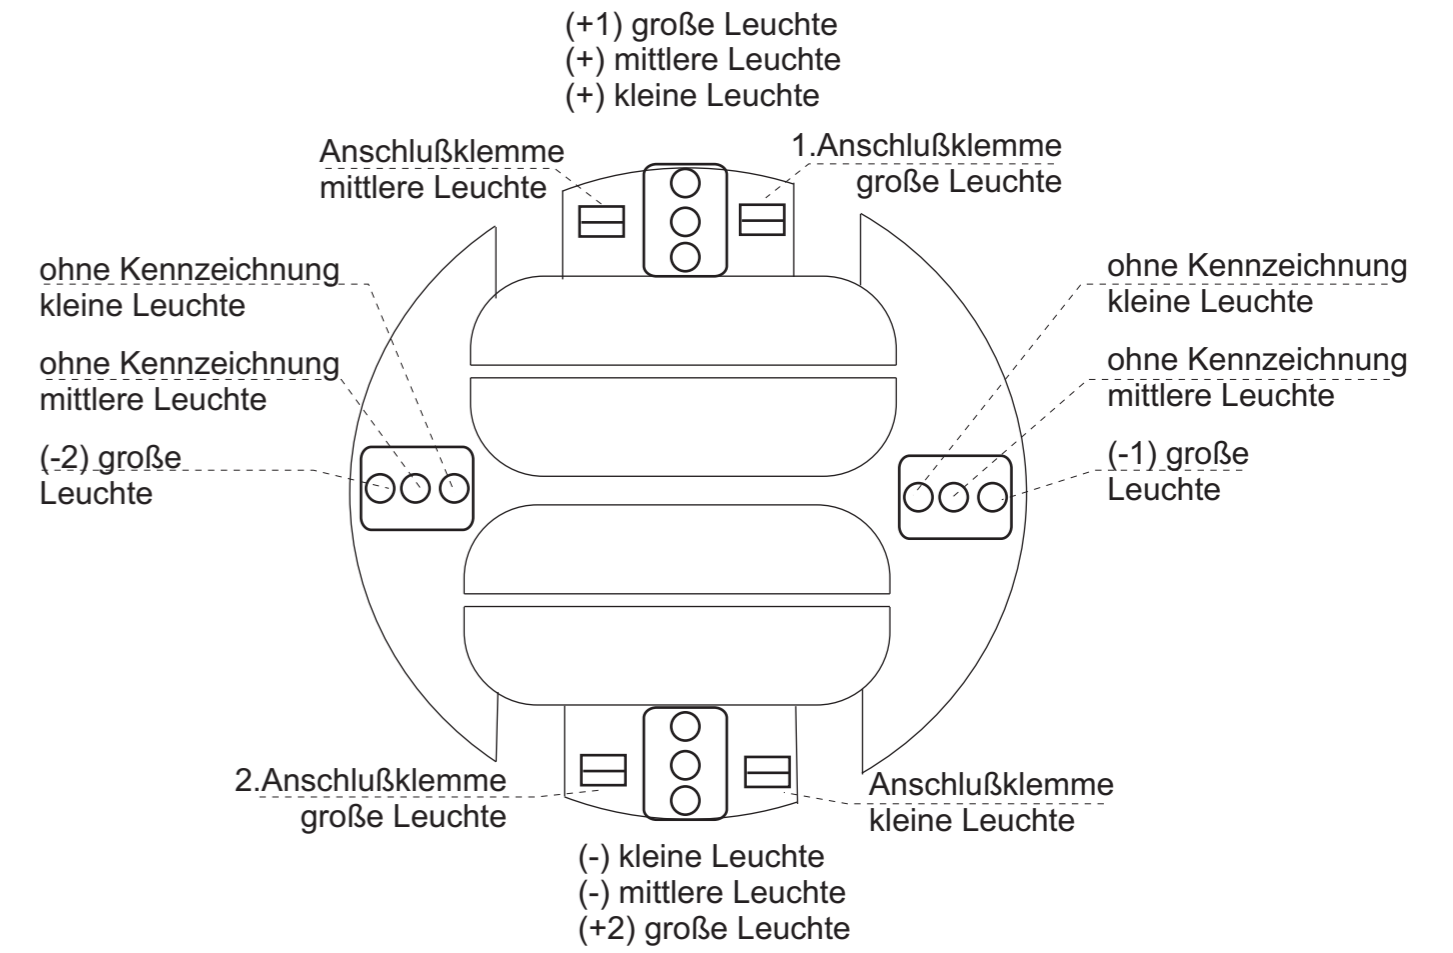 (+1) große Leuchte
(+) mittlere Leuchte
(+) kleine Leuchte
Anschlußklemme
mittlere Leuchte
1.Anschlußklemme
große Leuchte
ohne Kennzeichnung
kleine Leuchte
ohne Kennzeichnung
mittlere Leuchte
(-2) große
Leuchte
ohne Kennzeichnung
kleine Leuchte
ohne Kennzeichnung
mittlere Leuchte
(-1) große
Leuchte
2.Anschlußklemme
große Leuchte
Anschlußklemme
kleine Leuchte
(-) kleine Leuchte
(-) mittlere Leuchte
(+2) große Leuchte